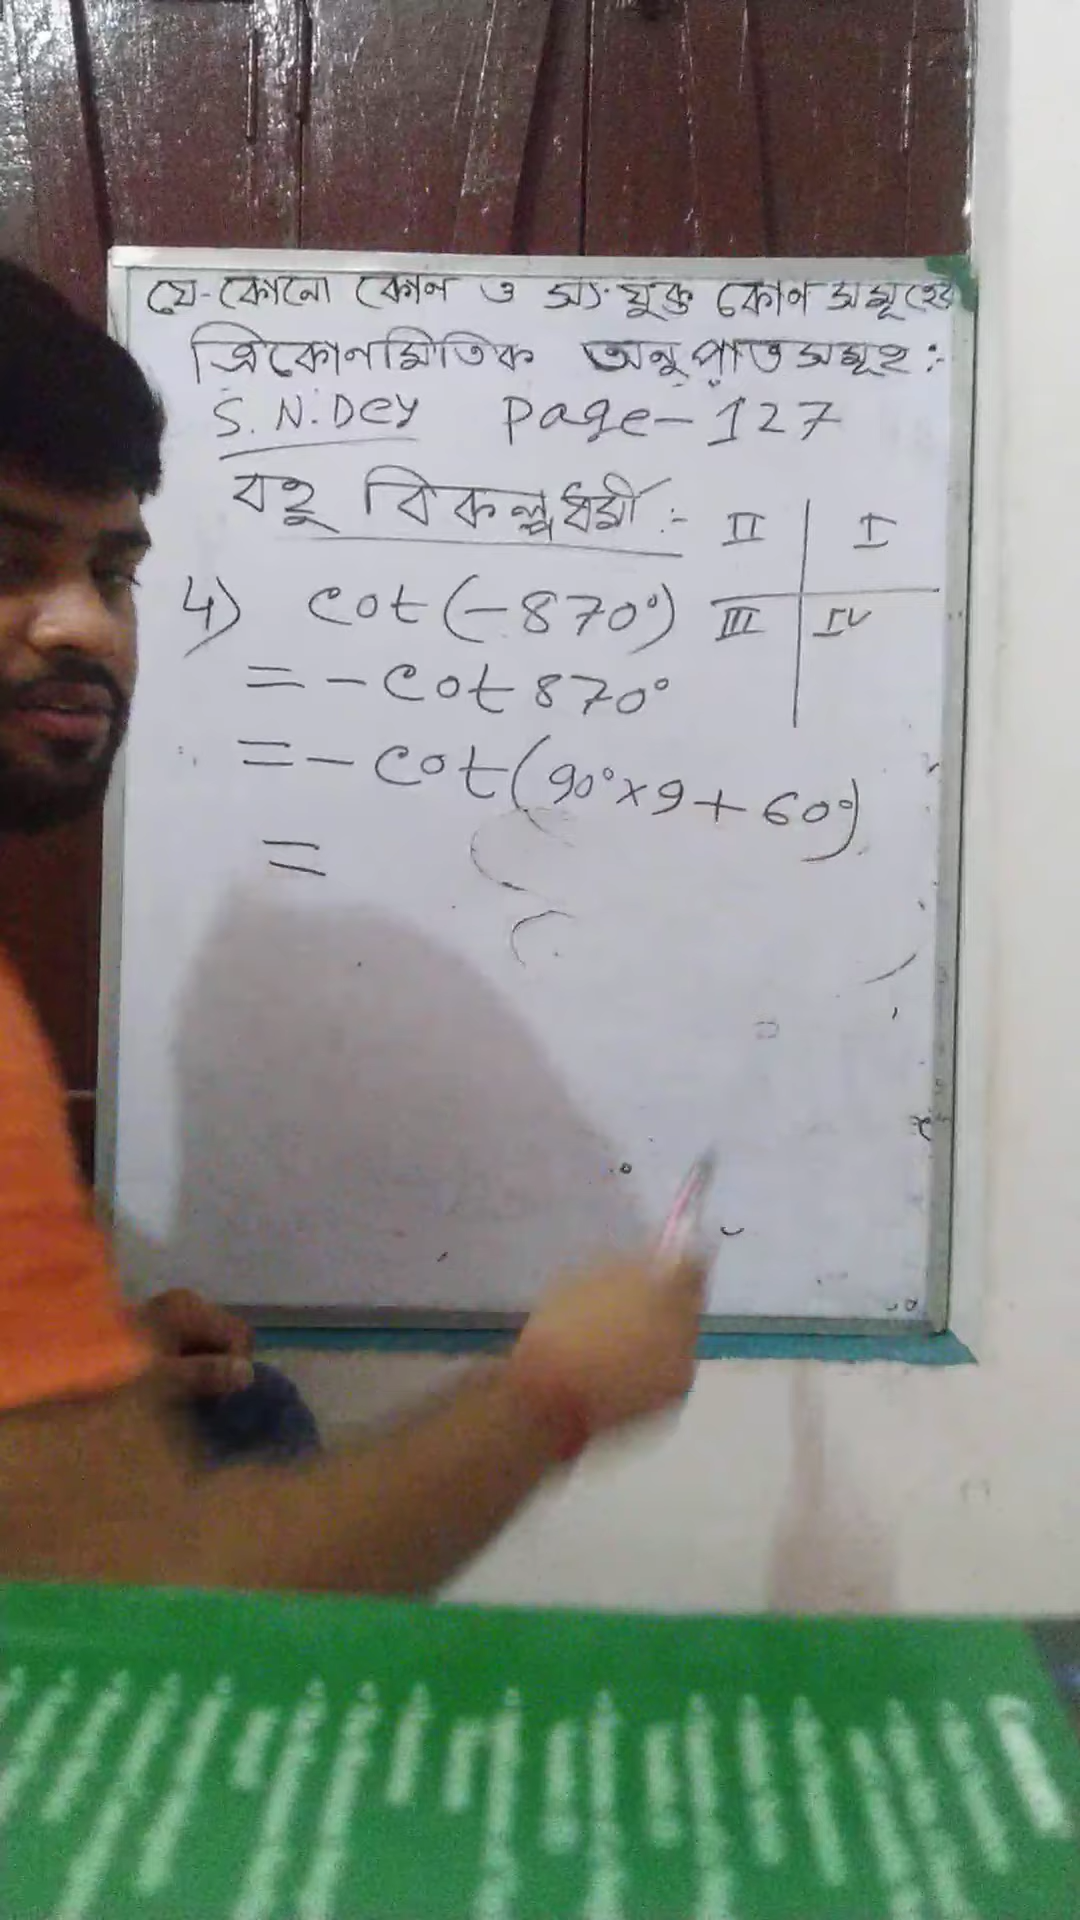 যে-কোনো কোণ ও সংযুক্ত কোণ সমূহের
ত্রিকোণমিতিক অনুপাতসমূহ :-
S. N. Dey Page-127
বহু বিকল্পধর্মী :-
II I
III IV
4) cot(-870°)
= - cot 870°
= - cot(90°×9+60°)
=